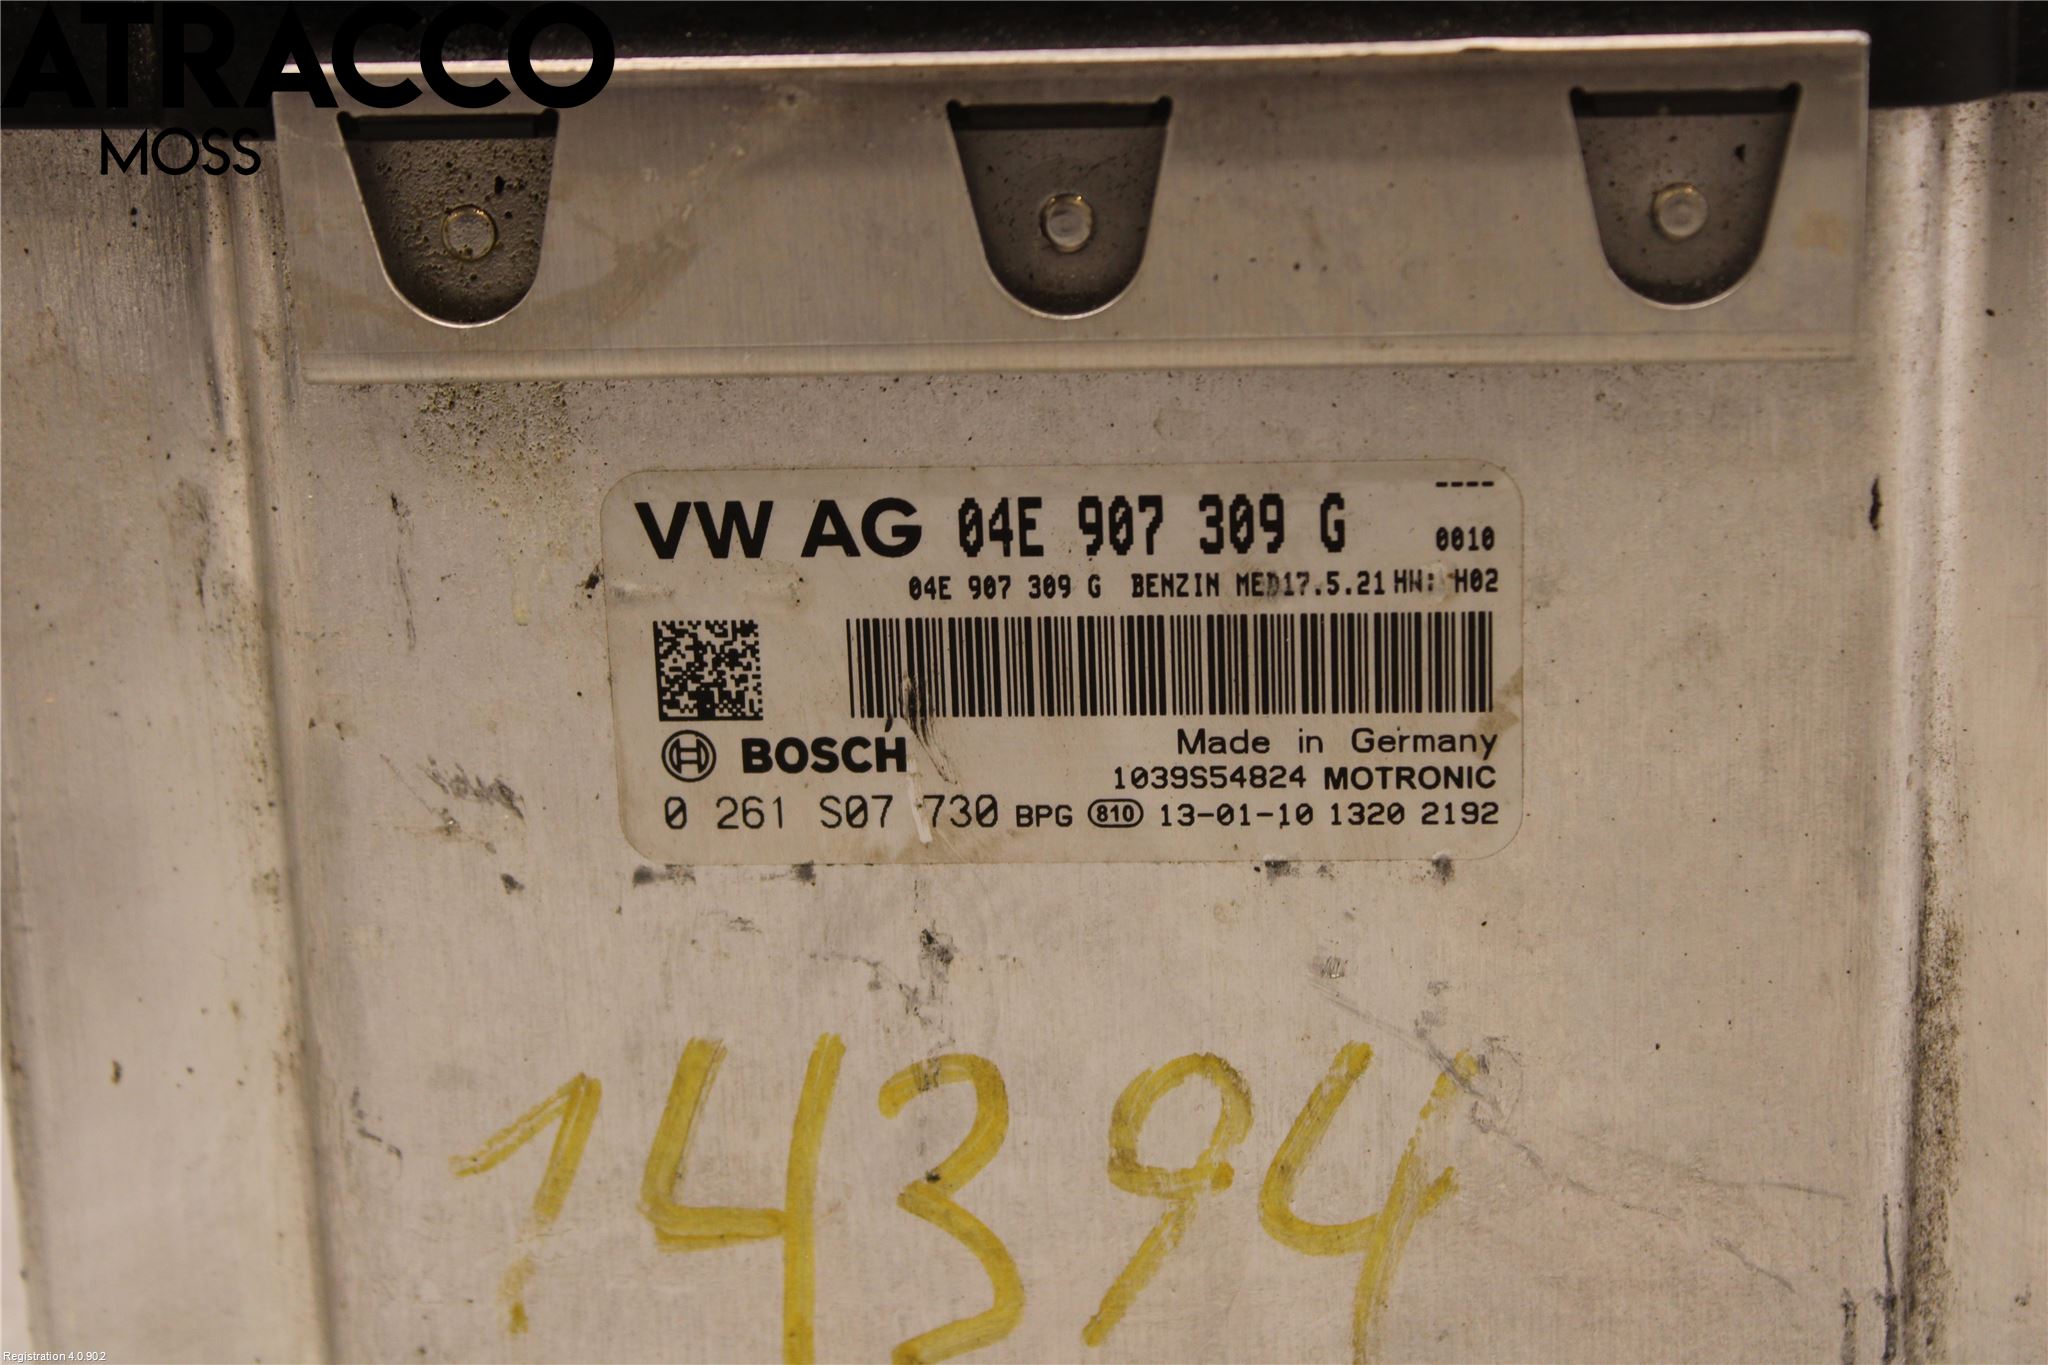 ATRACCO
MOSS
VW AG 04E 907 309 G
----
0010
04E 907 309 G BENZIN MED17.5.21 HW: H02
BOSCH
Made in Germany
1039S54824 MOTRONIC
0 261 S07 730 BPG 810 13-01-10 1320 2192
14394
Registration 4.0.90.2